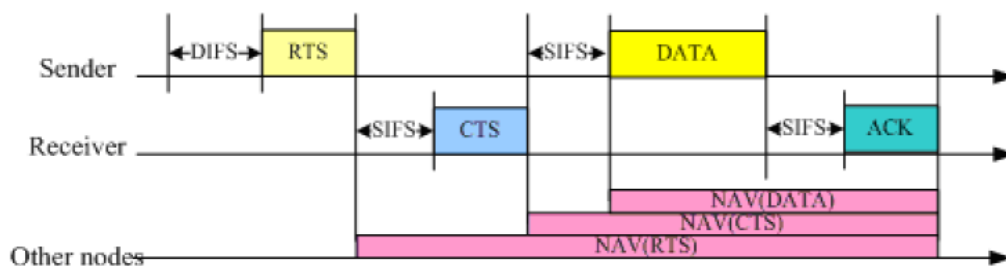 DIFS
RTS
SIFS
DATA
Sender
SIFS
CTS
SIFS
ACK
Receiver
NAV(DATA)
NAV(CTS)
NAV(RTS)
Other nodes